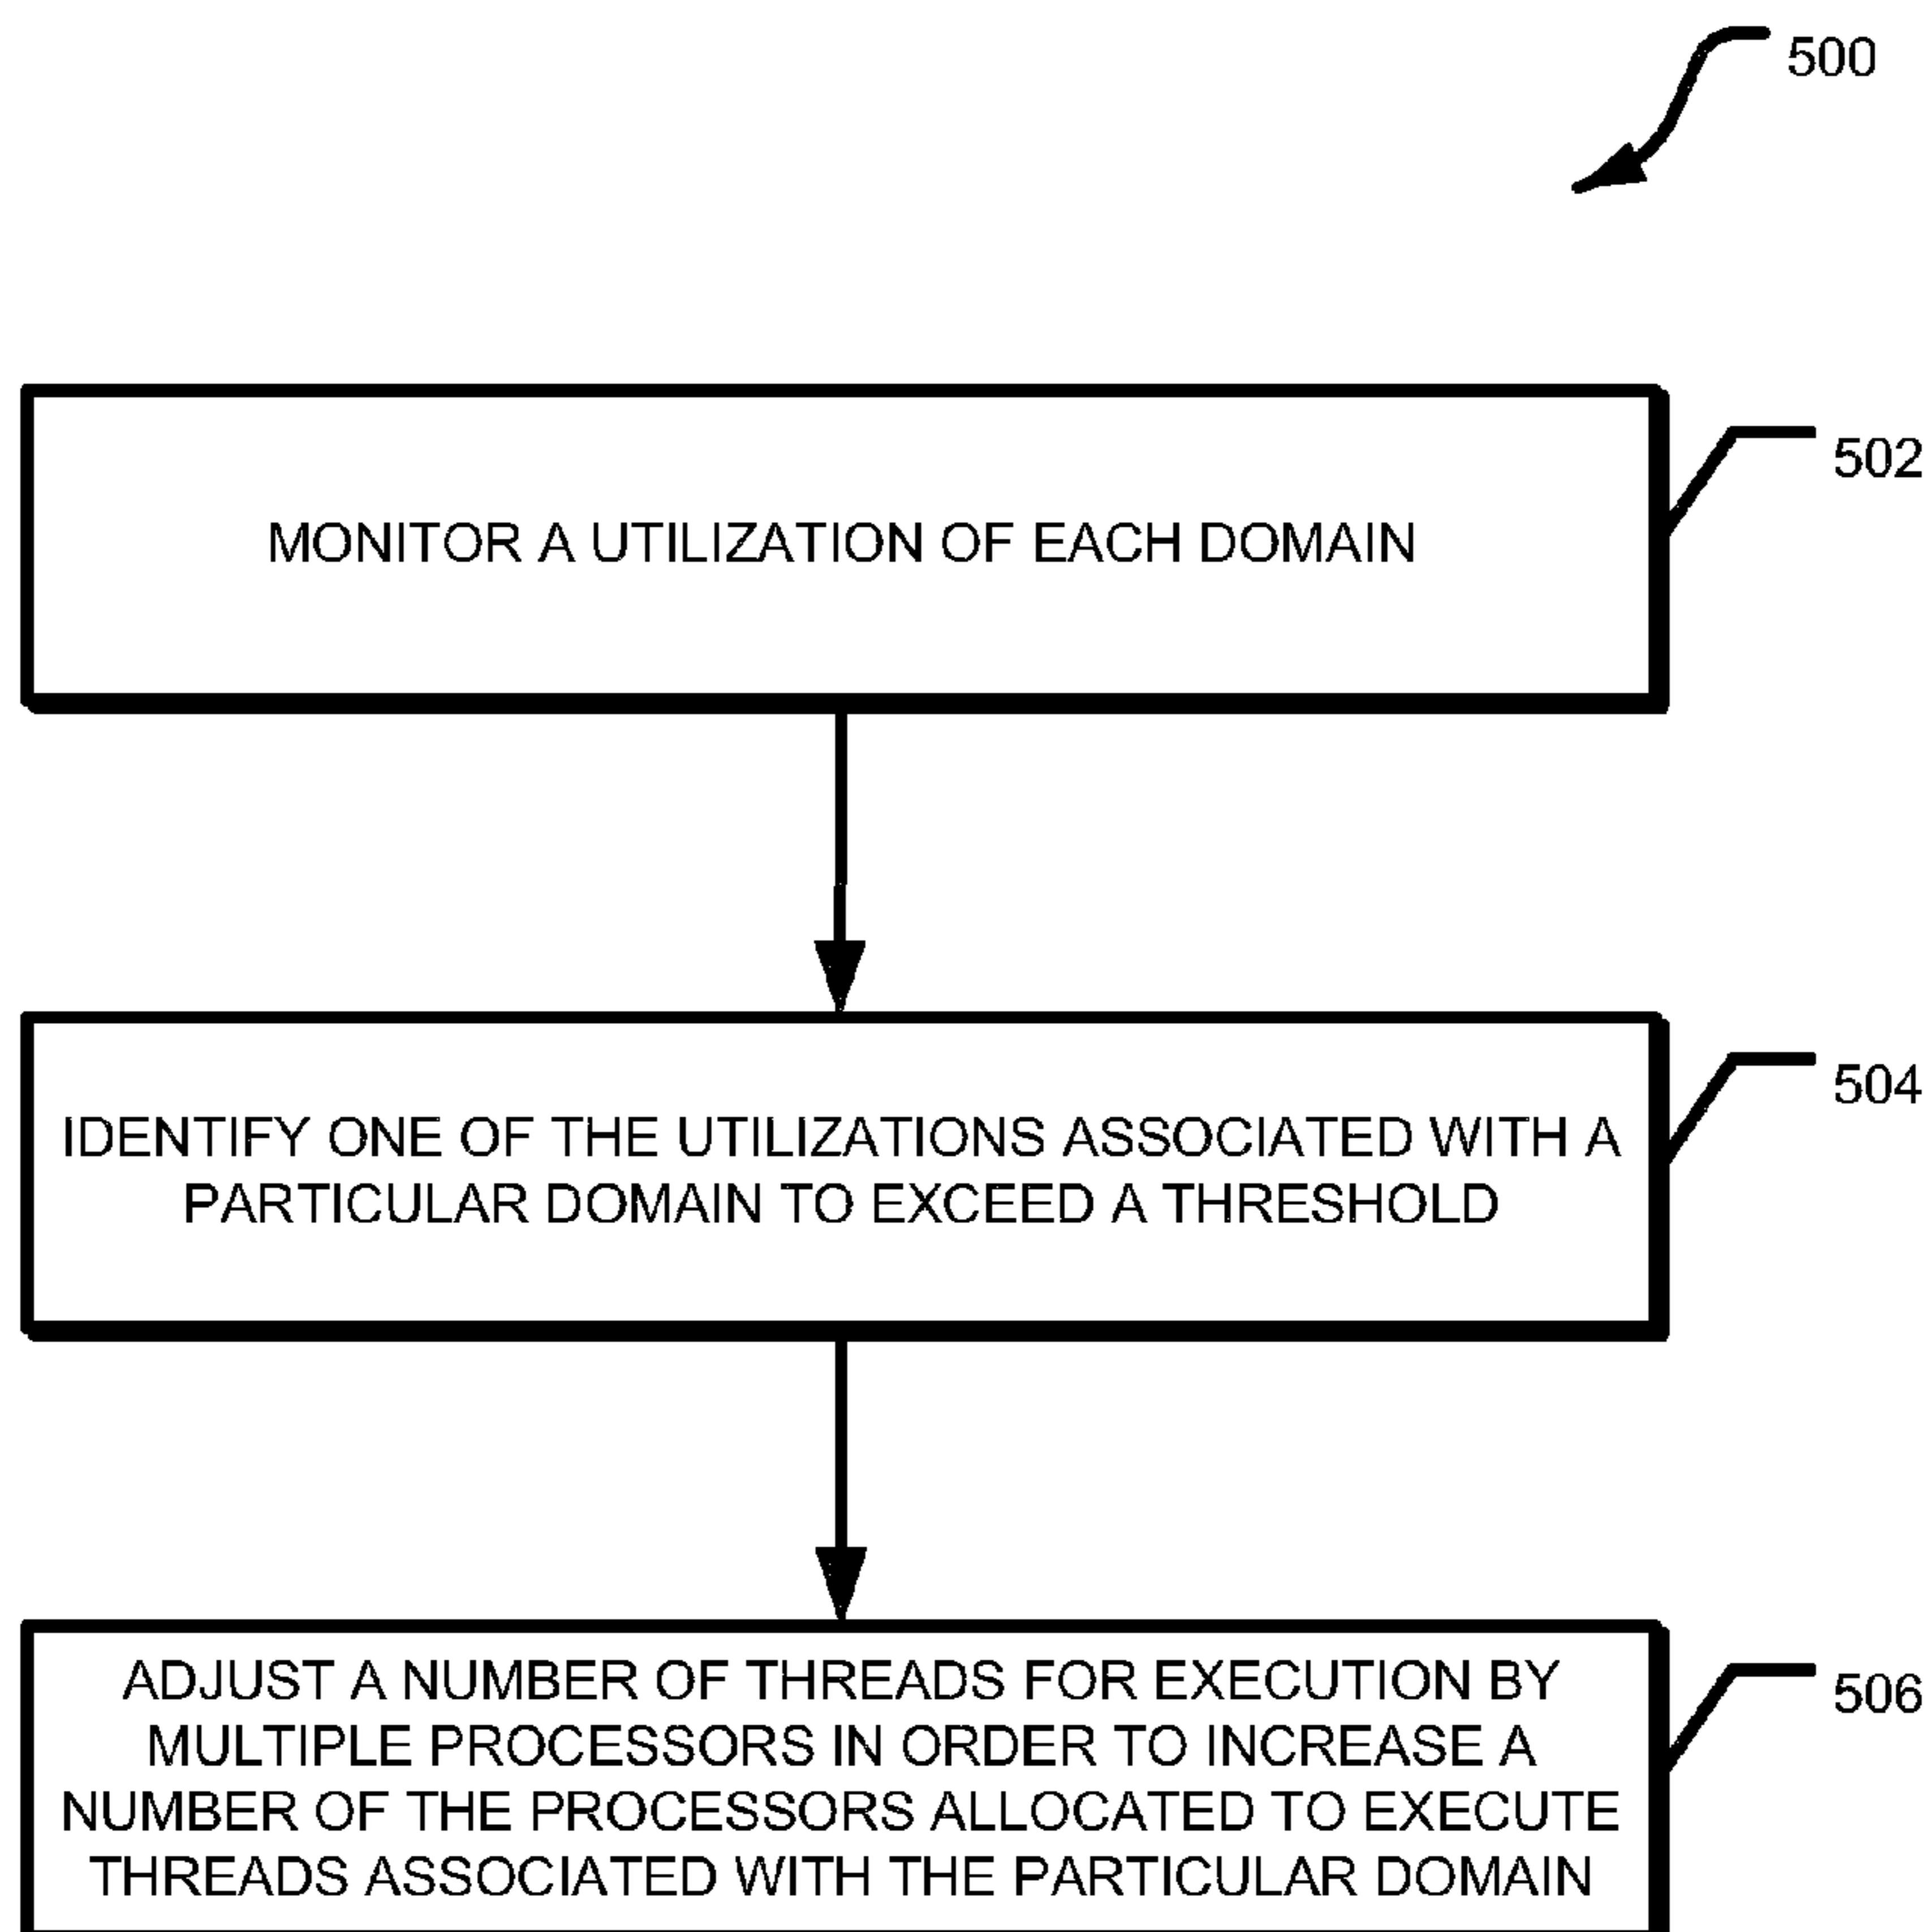 500
502
MONITOR A UTILIZATION OF EACH DOMAIN
504
IDENTIFY ONE OF THE UTILIZATIONS ASSOCIATED WITH A
PARTICULAR DOMAIN TO EXCEED A THRESHOLD
506
ADJUST A NUMBER OF THREADS FOR EXECUTION BY
MULTIPLE PROCESSORS IN ORDER TO INCREASE A
NUMBER OF THE PROCESSORS ALLOCATED TO EXECUTE
THREADS ASSOCIATED WITH THE PARTICULAR DOMAIN